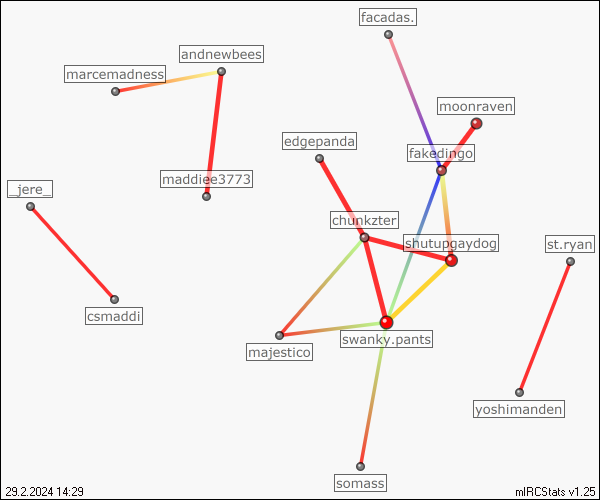 facadas.
andnewbees
marcemadness
moonraven
edgepanda
fakedingo
maddiee3773
_jere_
chunkzter
shutupgaydog
st.ryan
csmaddi
swanky.pants
majestico
yoshimanden
somass
29.2.2024 14:29
mIRCStats v1.25